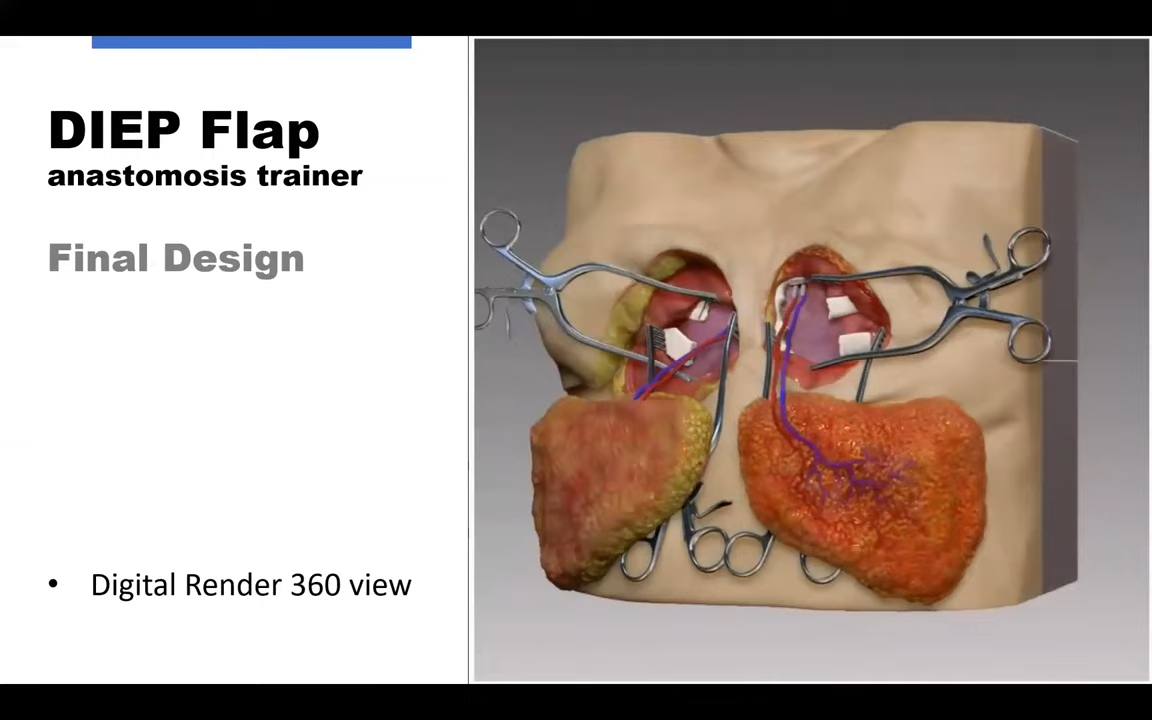 DIEP Flap
anastomosis trainer
Final Design
• Digital Render 360 view